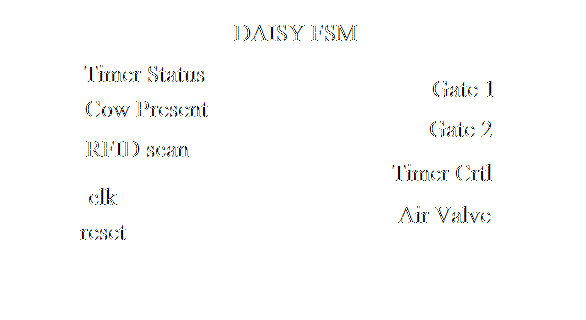 DAISY FSM
Timer Status
Cow Present
RFID scan
clk
reset
Gate 1
Gate 2
Timer Crtl
Air Valve